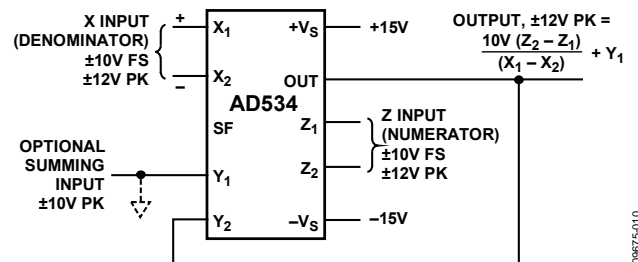 X INPUT
(DENOMINATOR)
±10V FS
±12V PK
+
–
X1
X2
SF
Y1
Y2
AD534
+VS
OUT
Z1
Z2
–VS
+15V
–15V
OUTPUT, ±12V PK =
10V (Z2 – Z1)
(X1 – X2)
+ Y1
Z INPUT
(NUMERATOR)
±10V FS
±12V PK
OPTIONAL
SUMMING
INPUT
±10V PK
09675-010